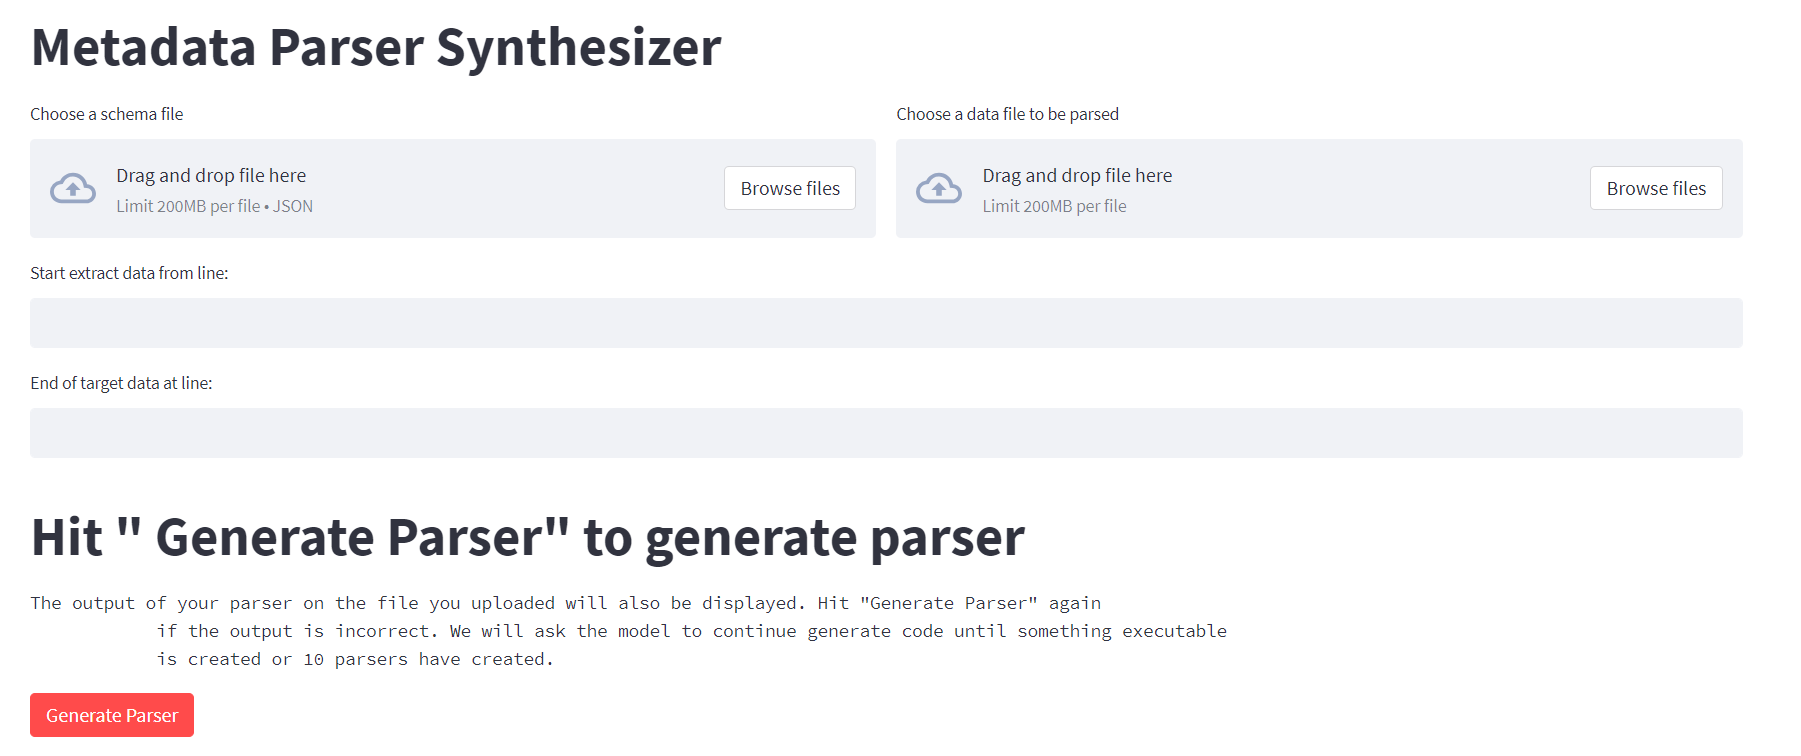 Metadata Parser Synthesizer
Choose a schema file
Drag and drop file here
Limit 200MB per file • JSON
Browse files
Choose a data file to be parsed
Drag and drop file here
Limit 200MB per file
Browse files
Start extract data from line:
End of target data at line:
Hit " Generate Parser" to generate parser
The output of your parser on the file you uploaded will also be displayed. Hit "Generate Parser" again
if the output is incorrect. We will ask the model to continue generate code until something executable
is created or 10 parsers have created.
Generate Parser